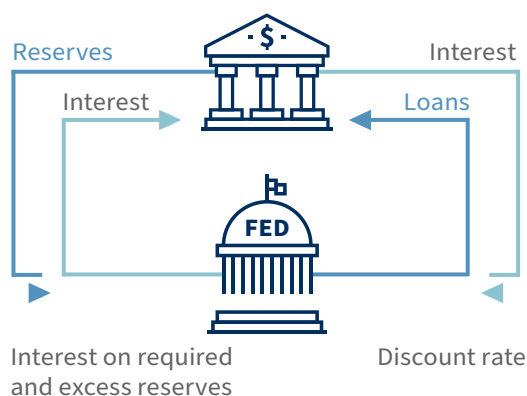 $
Reserves
Interest
Interest
Loans
FED
Interest on required
and excess reserves
Discount rate